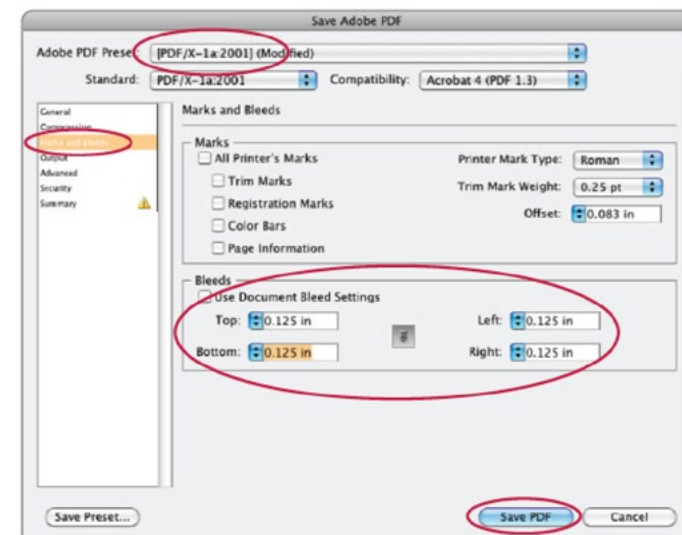 Save Adobe PDF
Adobe PDF Preset: [PDF/X-1a:2001] (Modified)
Standard: PDF/X-1a:2001 Compatibility: Acrobat 4 (PDF 1.3)
General
Compression
Marks and Bleeds
Output
Advanced
Security
Summary
Marks and Bleeds
Marks
All Printer's Marks
Trim Marks
Registration Marks
Color Bars
Page Information
Printer Mark Type: Roman
Trim Mark Weight: 0.25 pt
Offset: 0.083 in
Bleeds
Use Document Bleed Settings
Top: 0.125 in Left: 0.125 in
Bottom: 0.125 in Right: 0.125 in
Save Preset... Save PDF Cancel